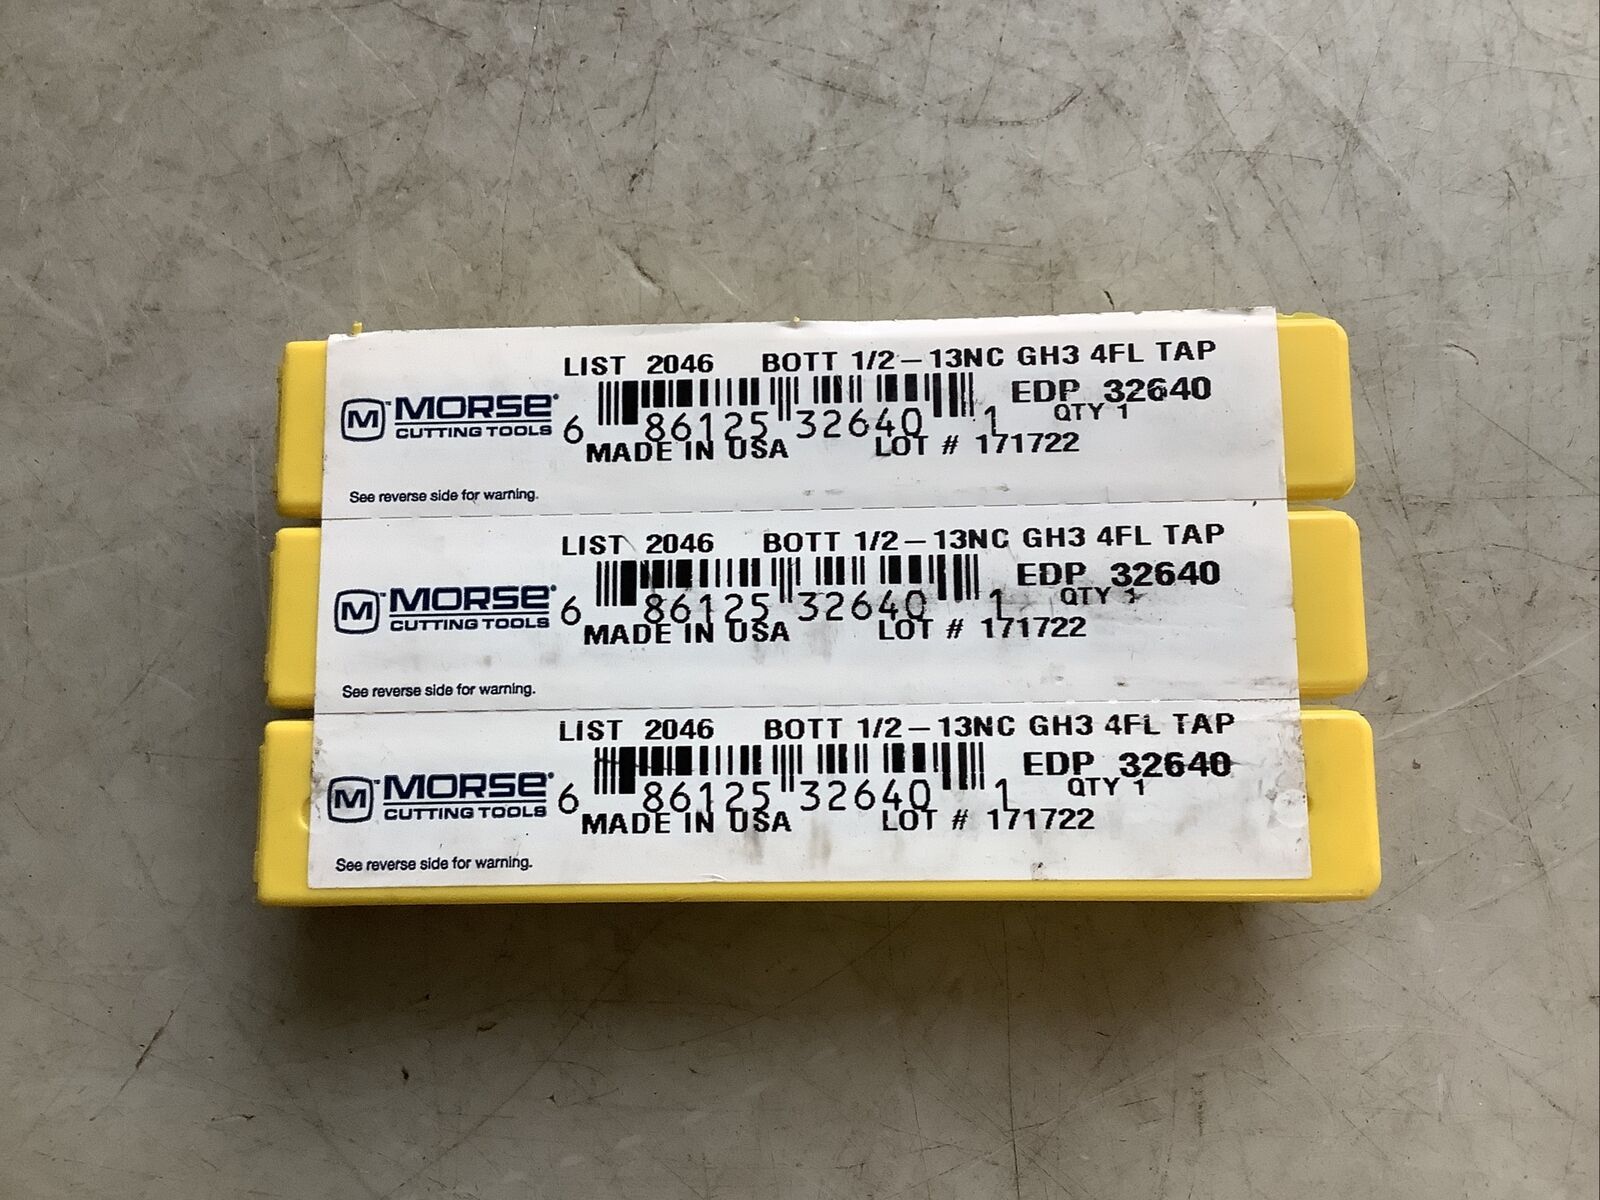 LIST 2046 BOTT 1/2-13NC GH3 4FL TAP
M MORSE CUTTING TOOLS
EDP 32640
QTY 1
6 86125 32640 1
MADE IN USA LOT # 171722
See reverse side for warning.
LIST 2046 BOTT 1/2-13NC GH3 4FL TAP
M MORSE CUTTING TOOLS
EDP 32640
QTY 1
6 86125 32640 1
MADE IN USA LOT # 171722
See reverse side for warning.
LIST 2046 BOTT 1/2-13NC GH3 4FL TAP
M MORSE CUTTING TOOLS
EDP 32640
QTY 1
6 86125 32640 1
MADE IN USA LOT # 171722
See reverse side for warning.